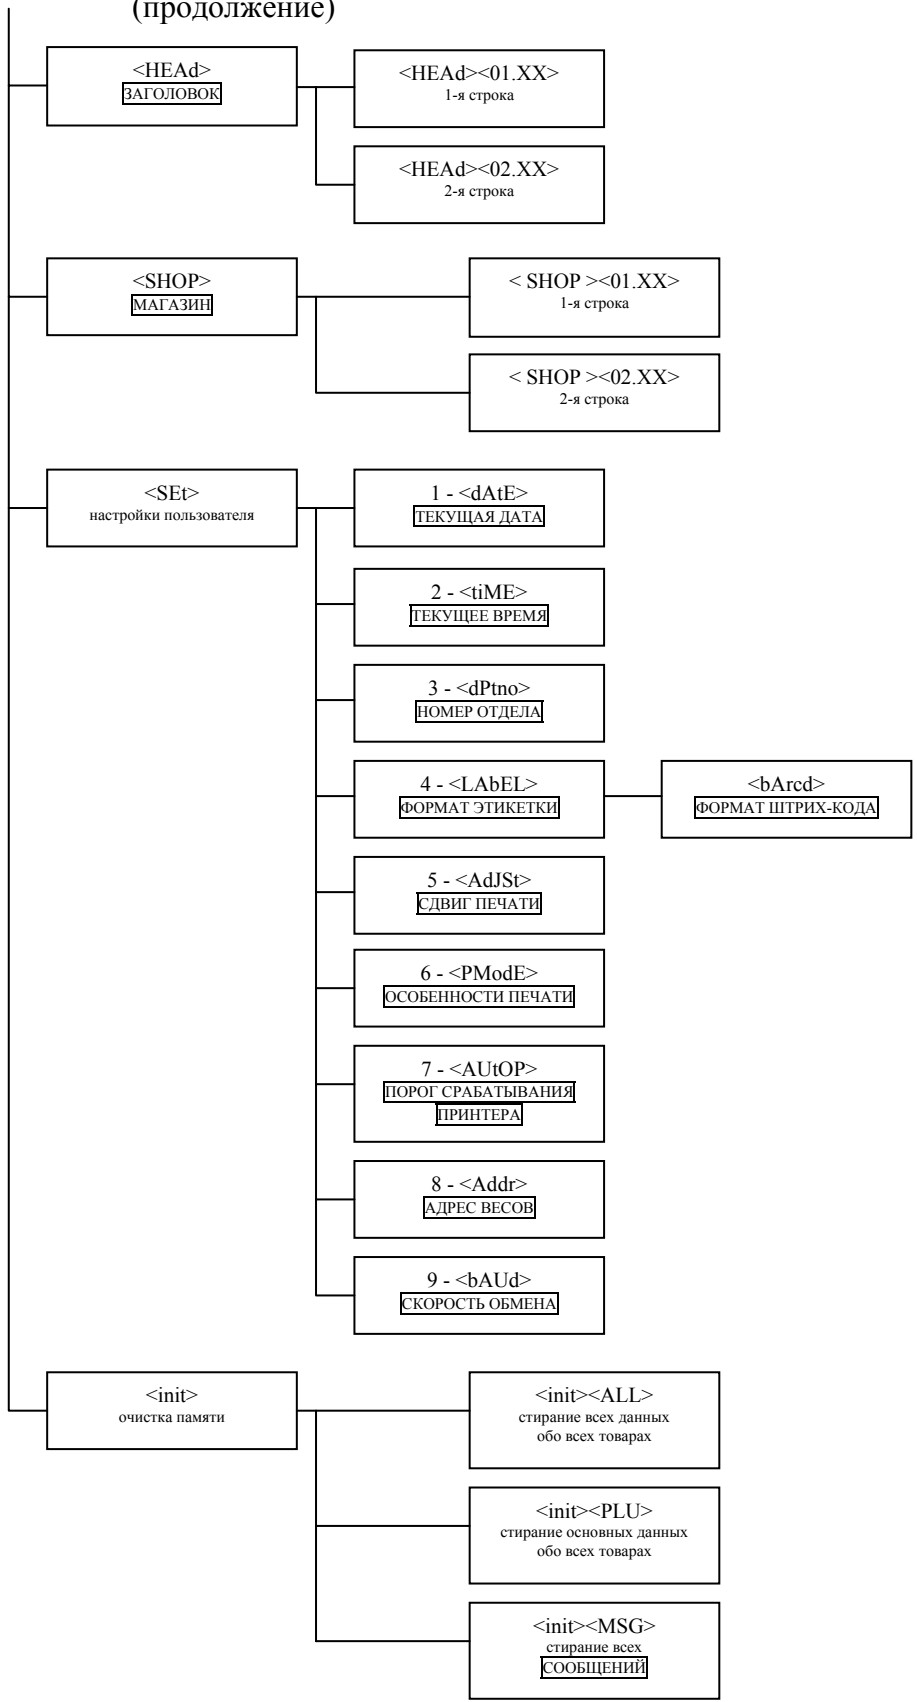 (продолжение)
<HEAd>
ЗАГОЛОВОК
<HEAd><01.XX>
1-я строка
<HEAd><02.XX>
2-я строка
<SHOP>
МАГАЗИН
< SHOP ><01.XX>
1-я строка
< SHOP ><02.XX>
2-я строка
<SEt>
настройки пользователя
1 - <dAtE>
ТЕКУЩАЯ ДАТА
2 - <tiME>
ТЕКУЩЕЕ ВРЕМЯ
3 - <dPtno>
НОМЕР ОТДЕЛА
4 - <LAbEL>
ФОРМАТ ЭТИКЕТКИ
<bArcd>
ФОРМАТ ШТРИХ-КОДА
5 - <AdJSt>
СДВИГ ПЕЧАТИ
6 - <PModE>
ОСОБЕННОСТИ ПЕЧАТИ
7 - <AUtOP>
ПОРОГ СРАБАТЫВАНИЯ
ПРИНТЕРА
8 - <Addr>
АДРЕС ВЕСОВ
9 - <bAUd>
СКОРОСТЬ ОБМЕНА
<init>
очистка памяти
<init><ALL>
стирание всех данных
обо всех товарах
<init><PLU>
стирание основных данных
обо всех товарах
<init><MSG>
стирание всех
СООБЩЕНИЙ